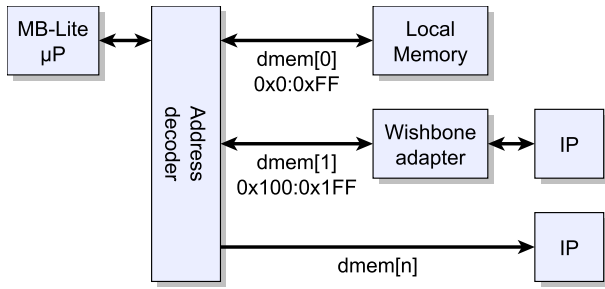 MB-Lite
µP
Address
decoder
dmem[0]
0x0:0xFF
Local
Memory
dmem[1]
0x100:0x1FF
Wishbone
adapter
IP
dmem[n]
IP